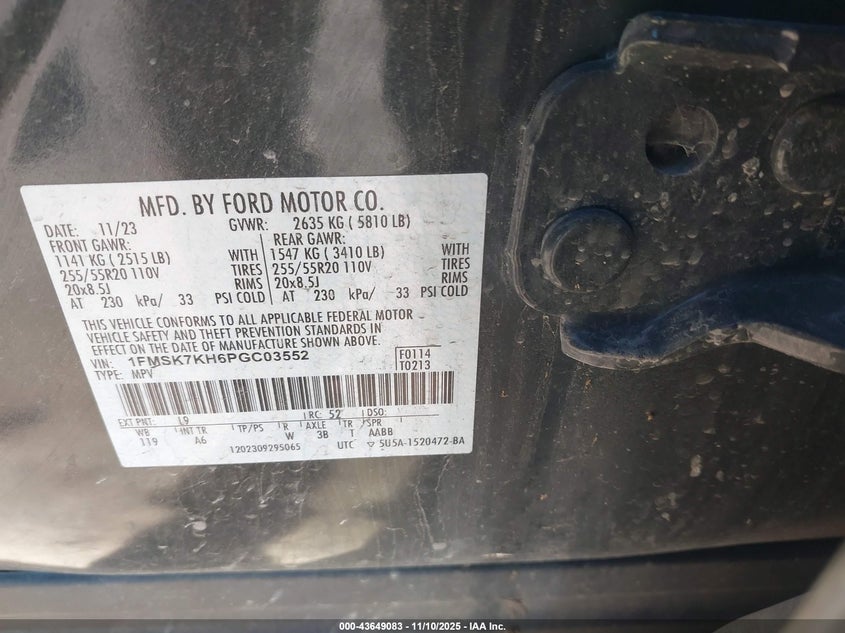 MFD. BY FORD MOTOR CO.
DATE: 11/23 GVWR: 2635 KG ( 5810 LB)
FRONT GAWR: REAR GAWR:
1141 KG ( 2515 LB) WITH 1547 KG ( 3410 LB) WITH
255/55R20 110V TIRES 255/55R20 110V TIRES
20x8.5J RIMS 20x8.5J RIMS
AT 230 kPa/ 33 PSI COLD AT 230 kPa/ 33 PSI COLD
THIS VEHICLE CONFORMS TO ALL APPLICABLE FEDERAL MOTOR
VEHICLE SAFETY AND THEFT PREVENTION STANDARDS IN
EFFECT ON THE DATE OF MANUFACTURE SHOWN ABOVE.
VIN: 1FMSK7KH6PGC03552 F0114
TYPE: MPV T0213
EXT PNT: L9 RC: 52 DSO:
WB INT TR TP/PS R AXLE TR SPR
119 A6 W 3B T AABB
1202309295065 UTC ▽ 5U5A-1520472-BA
000-43649083 — 11/10/2025 — IAA Inc.